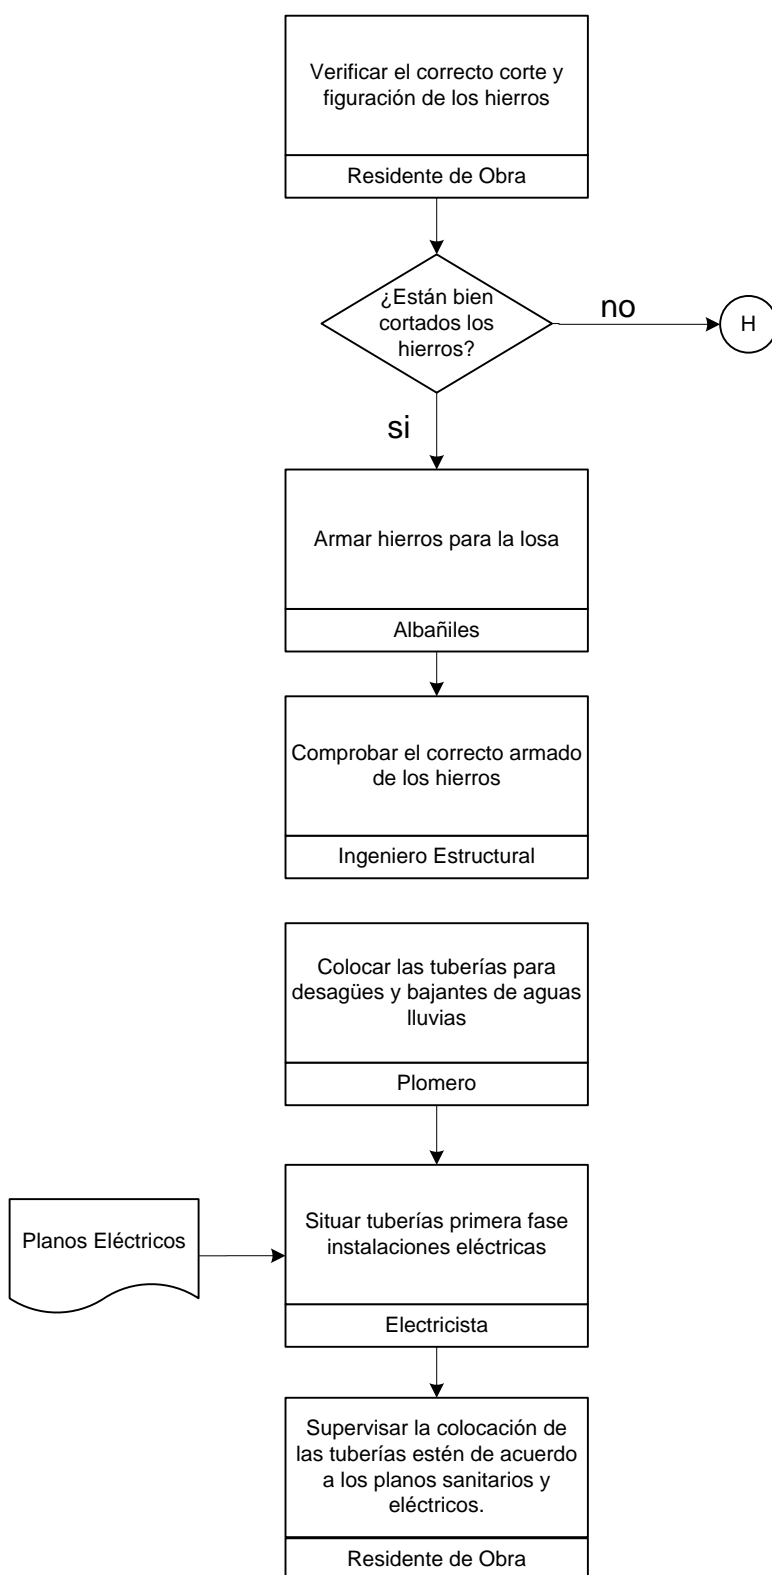 Verificar el correcto corte y
figuración de los hierros
Residente de Obra
¿Están bien
cortados los
hierros?
no
H
si
Armar hierros para la losa
Albañiles
Comprobar el correcto armado
de los hierros
Ingeniero Estructural
Colocar las tuberías para
desagües y bajantes de aguas
lluvias
Plomero
Planos Eléctricos
Situar tuberías primera fase
instalaciones eléctricas
Electricista
Supervisar la colocación de
las tuberías estén de acuerdo
a los planos sanitarios y
eléctricos.
Residente de Obra